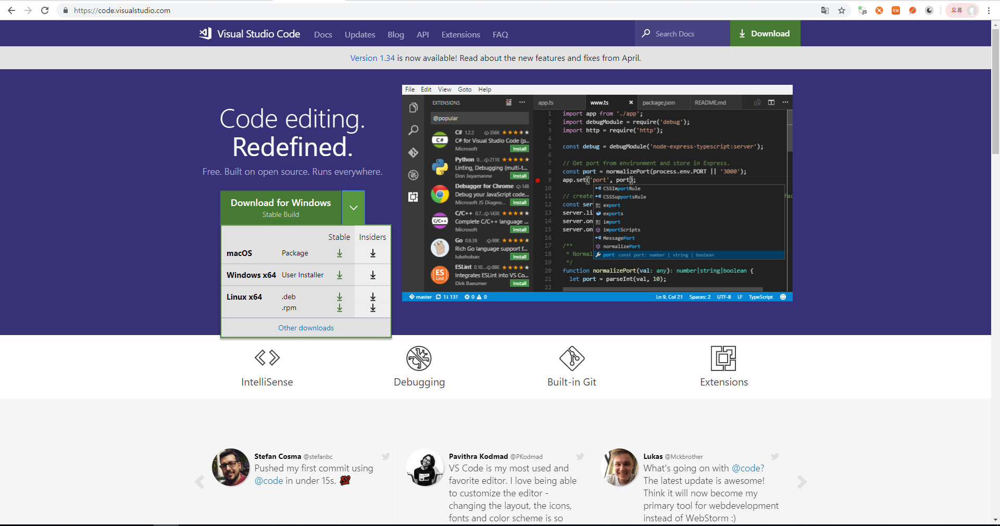 https://code.visualstudio.com
오류
Visual Studio Code
Docs
Updates
Blog
API
Extensions
FAQ
Search Docs
Download
Version 1.34 is now available! Read about the new features and fixes from April.
Code editing.
Redefined.
Free. Built on open source. Runs everywhere.
Download for Windows
Stable Build
Stable Insiders
macOS Package
Windows x64 User Installer
Linux x64 .deb
.rpm
Other downloads
File Edit View Goto Help
EXTENSIONS
@popular
C# 1.2.2 356K
C# for Visual Studio Code (p...
Microsoft Install
Python 0... 211K
Linting, Debugging (multi-t...
Don Jayamanne Install
Debugger for Chrome 148
Debug your JavaScript code...
Microsoft JS Diagno... Install
C/C++ 0.7... 143K
Complete C/C++ language ...
Microsoft Install
Go 0.6.39 99K
Rich Go language support f...
lukehoban Install
ESLint 0.10... 88K
Integrates ESLint into VS Co...
Dirk Baeumer Install
app.ts www.ts package.json README.md
1 import app from './app';
2 import debugModule = require('debug');
3 import http = require('http');
4
5 const debug = debugModule('node-express-typescript:server');
6
7 // Get port from environment and store in Express.
8 const port = normalizePort(process.env.PORT || '3000');
9 app.set('port', port);
10
11 // create
12 const ser
13 server.li
14 server.on
15 server.on
16
17 /**
18 * Normal
19 */
20 function normalizePort(val: any): number|string|boolean {
21 let port = parseInt(val, 10);
22
CSSImportRule
CSSSupportsRule
export
exports
import
importScripts
MessagePort
normalizePort
port const port: number | string | boolean
master 1↓ 13↑ 0 0
Ln 9, Col 21 Spaces: 2 UTF-8 LF TypeScript
IntelliSense
Debugging
Built-in Git
Extensions
Stefan Cosma @stefanbc
Pushed my first commit using
@code in under 15s. 💯
Pavithra Kodmad @PKodmad
VS Code is my most used and
favorite editor. I love being able
to customize the editor -
changing the layout, the icons,
fonts and color scheme is so
Lukas @Mckbrother
What's going on with @code?
The latest update is awesome!
Think it will now become my
primary tool for webdevelopment
instead of WebStorm :)